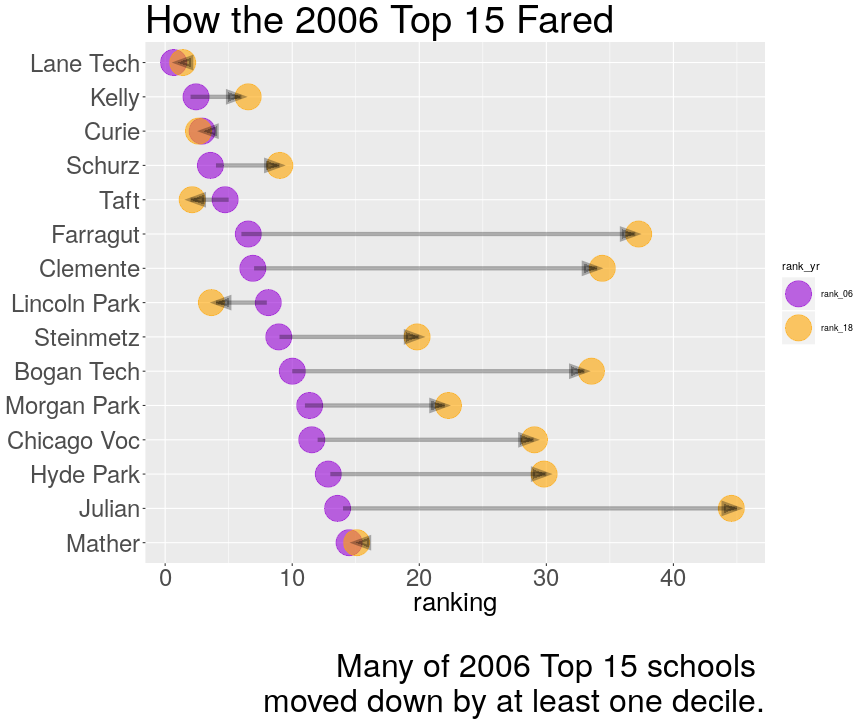 How the 2006 Top 15 Fared
Lane Tech
Kelly
Curie
Schurz
Taft
Farragut
Clemente
Lincoln Park
Steinmetz
Bogan Tech
Morgan Park
Chicago Voc
Hyde Park
Julian
Mather
0 10 20 30 40
ranking
rank_yr
rank_06
rank_18
Many of 2006 Top 15 schools
moved down by at least one decile.